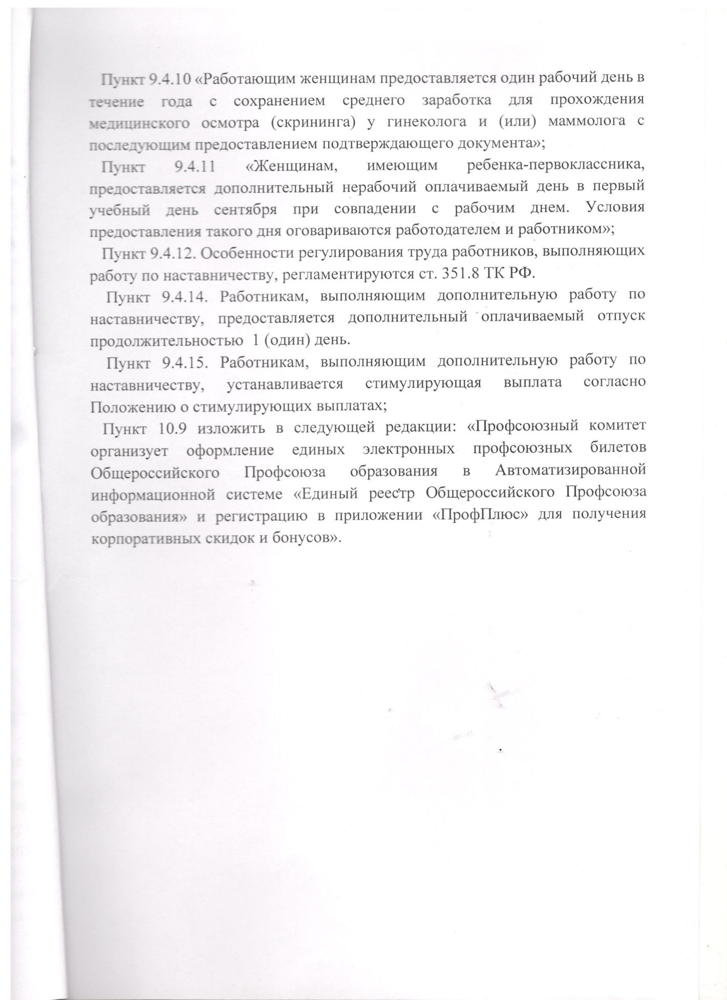 Пункт 9.4.10 «Работающим женщинам предоставляется один рабочий день в
течение года с сохранением среднего заработка для прохождения
медицинского осмотра (скрининга) у гинеколога и (или) маммолога с
последующим предоставлением подтверждающего документа»;
Пункт 9.4.11 «Женщинам, имеющим ребенка-первоклассника,
предоставляется дополнительный нерабочий оплачиваемый день в первый
учебный день сентября при совпадении с рабочим днем. Условия
предоставления такого дня оговариваются работодателем и работником»;
Пункт 9.4.12. Особенности регулирования труда работников, выполняющих
работу по наставничеству, регламентируются ст. 351.8 ТК РФ.
Пункт 9.4.14. Работникам, выполняющим дополнительную работу по
наставничеству, предоставляется дополнительный оплачиваемый отпуск
продолжительностью 1 (один) день.
Пункт 9.4.15. Работникам, выполняющим дополнительную работу по
наставничеству, устанавливается стимулирующая выплата согласно
Положению о стимулирующих выплатах;
Пункт 10.9 изложить в следующей редакции: «Профсоюзный комитет
организует оформление единых электронных профсоюзных билетов
Общероссийского Профсоюза образования в Автоматизированной
информационной системе «Единый реестр Общероссийского Профсоюза
образования» и регистрацию в приложении «ПрофПлюс» для получения
корпоративных скидок и бонусов».